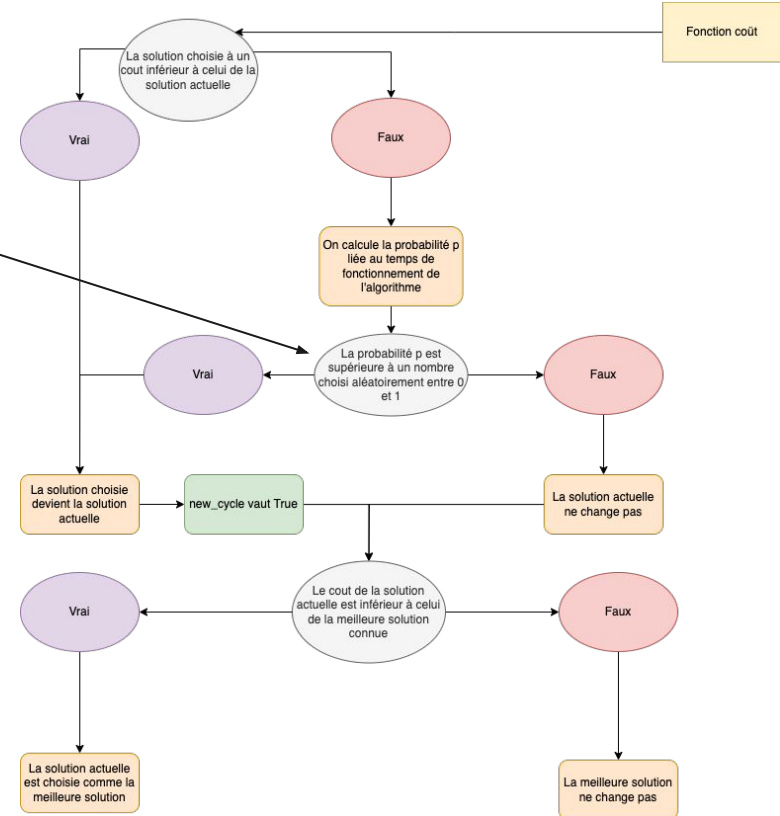 Fonction coût
La solution choisie à un
cout inférieur à celui de la
solution actuelle
Vrai
Faux
On calcule la probabilité p
liée au temps de
fonctionnement de
l'algorithme
La probabilité p est
supérieure à un nombre
choisi aléatoirement entre 0
et 1
Vrai
Faux
La solution choisie
devient la solution
actuelle
new_cycle vaut True
La solution actuelle
ne change pas
Le cout de la solution
actuelle est inférieur à celui
de la meilleure solution
connue
Vrai
Faux
La solution actuelle
est choisie comme la
meilleure solution
La meilleure solution
ne change pas